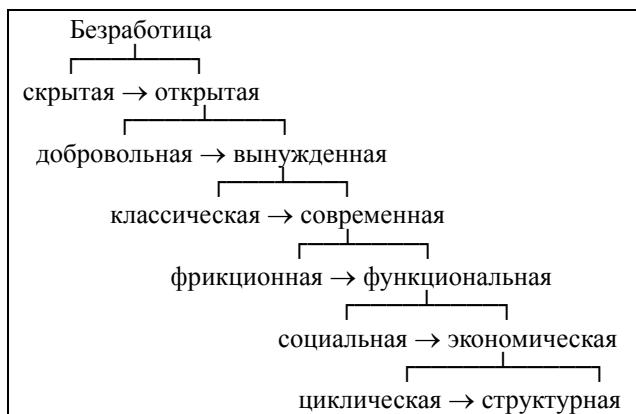 Безработица
скрытая → открытая
добровольная → вынужденная
классическая → современная
фрикционная → функциональная
социальная → экономическая
циклическая → структурная